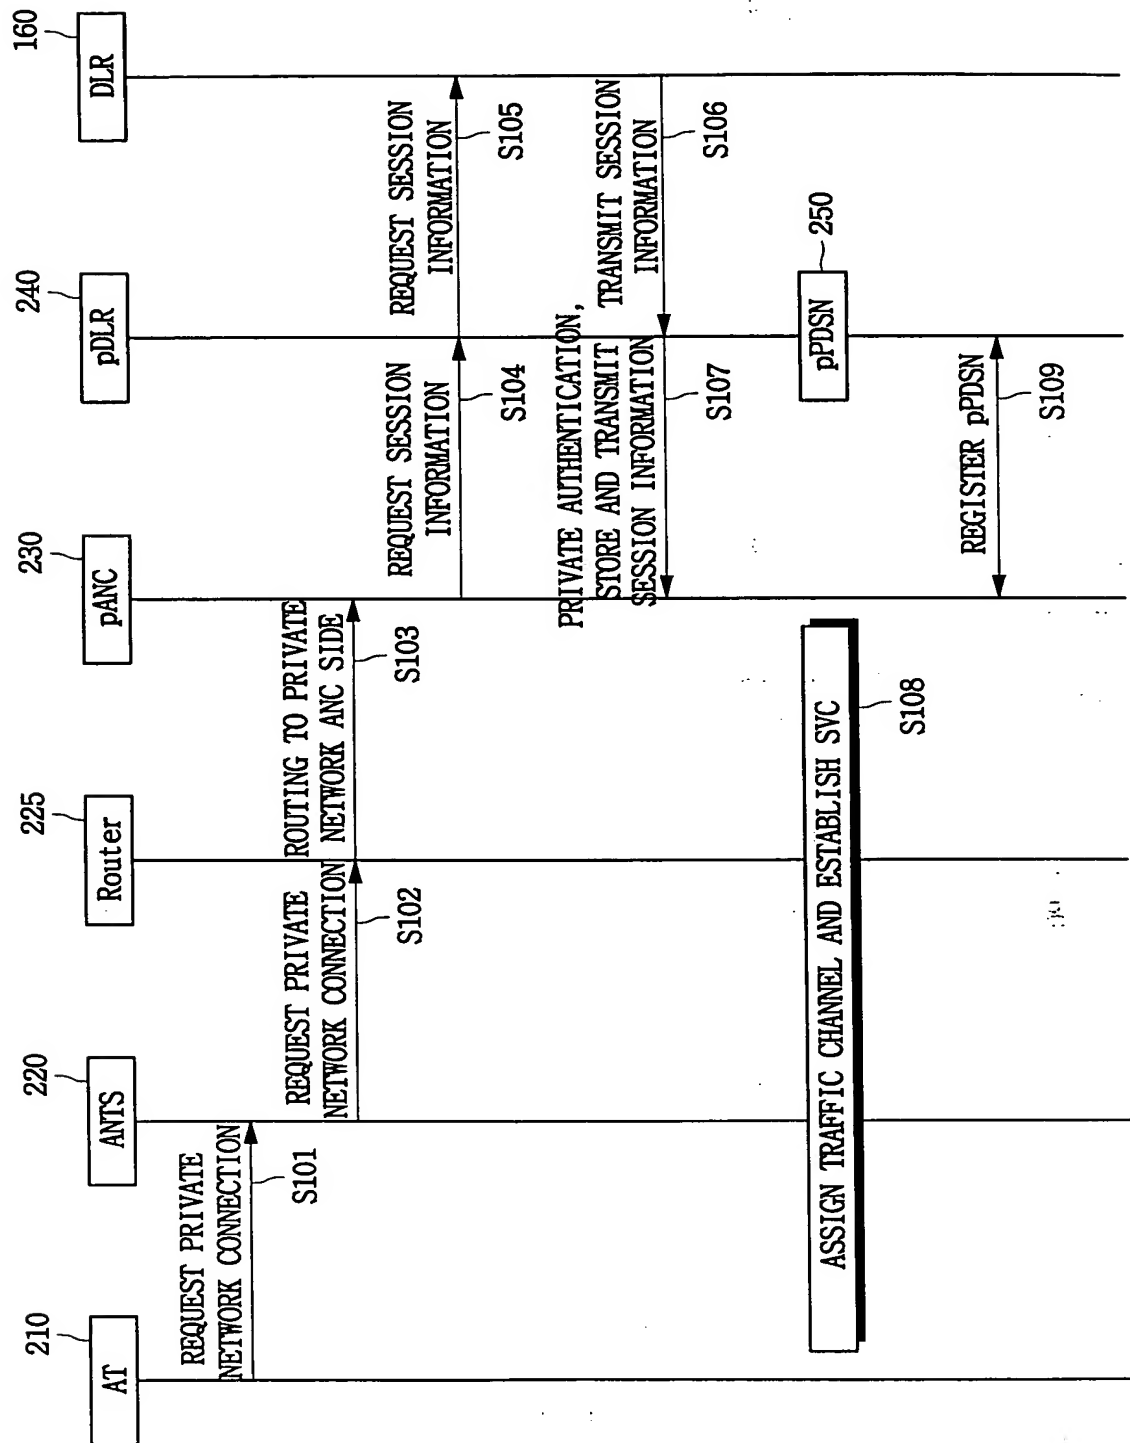 210
220
225
230
240
160
AT
ANTS
Router
pANC
pDLR
DLR
REQUEST PRIVATE
NETWORK CONNECTION
S101
REQUEST PRIVATE
NETWORK CONNECTION
S102
ROUTING TO PRIVATE
NETWORK ANC SIDE
S103
REQUEST SESSION
INFORMATION
S104
REQUEST SESSION
INFORMATION
S105
TRANSMIT SESSION
INFORMATION
S106
PRIVATE AUTHENTICATION,
STORE AND TRANSMIT
SESSION INFORMATION
S107
250
pPDSN
ASSIGN TRAFFIC CHANNEL AND ESTABLISH SVC
S108
REGISTER pPDSN
S109